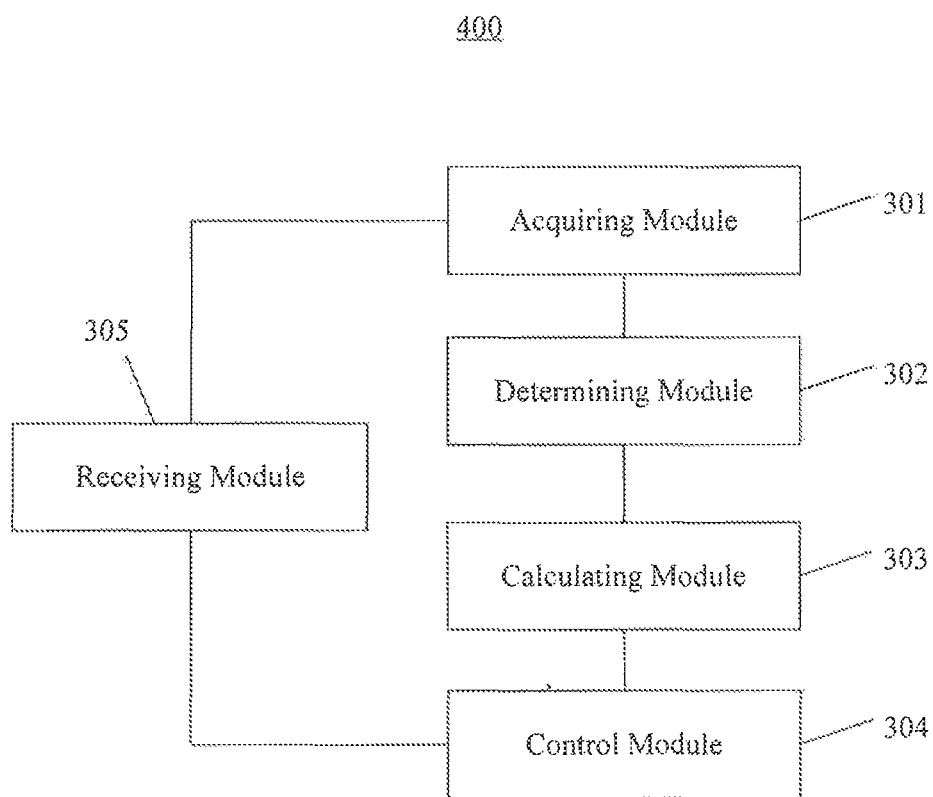 400
Acquiring Module
301
305
Determining Module
302
Receiving Module
Calculating Module
303
Control Module
304